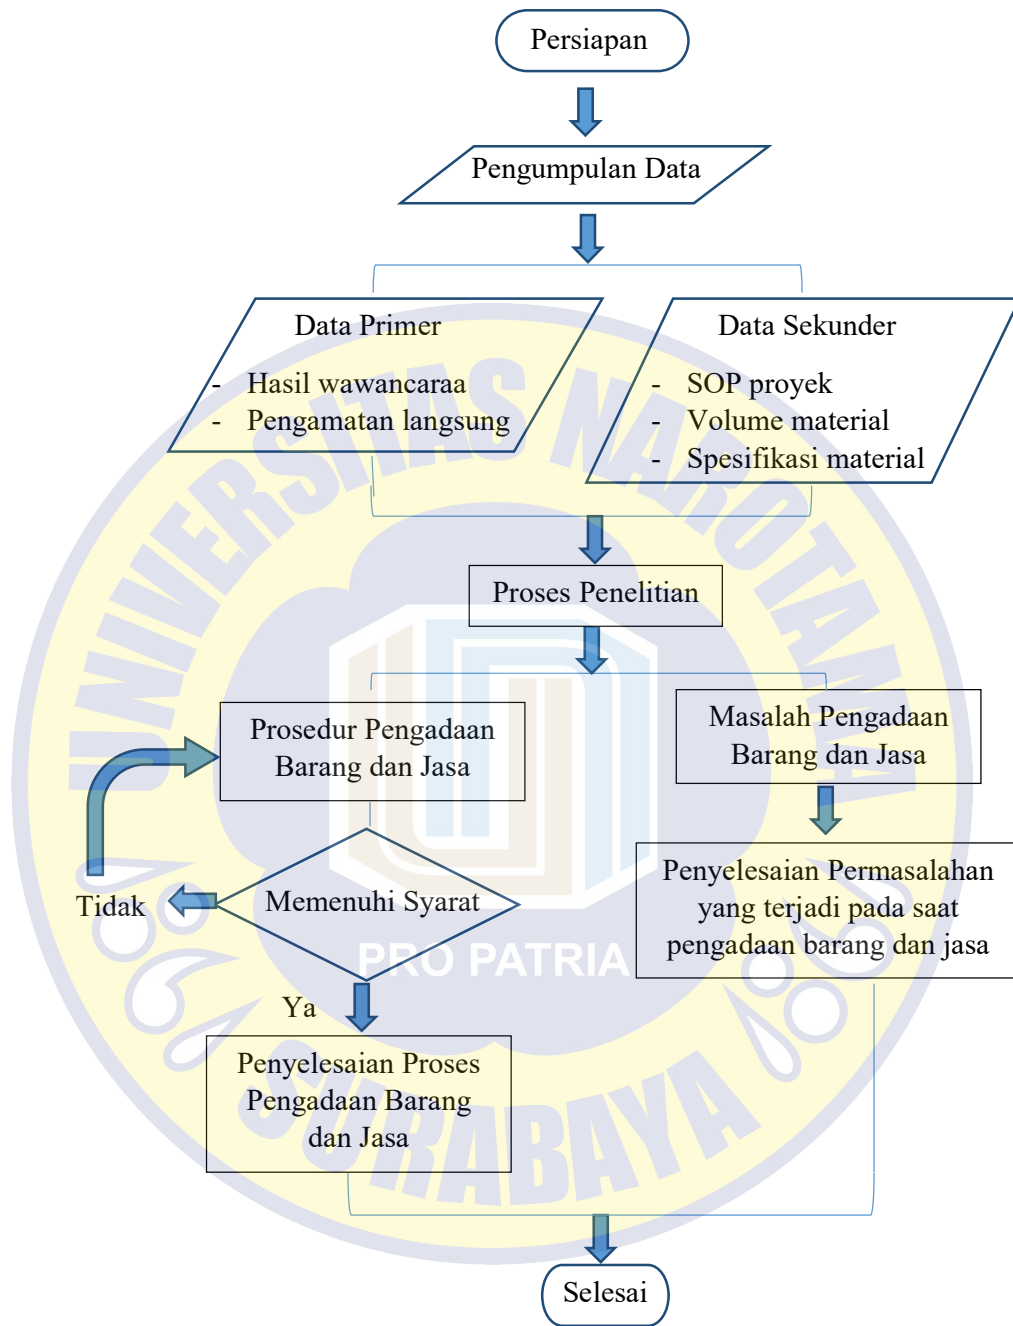 Persiapan
Pengumpulan Data
Data Primer
- Hasil wawancaraa
- Pengamatan langsung
Data Sekunder
- SOP proyek
- Volume material
- Spesifikasi material
Proses Penelitian
Prosedur Pengadaan
Barang dan Jasa
Masalah Pengadaan
Barang dan Jasa
Tidak
Memenuhi Syarat
Penyelesaian Permasalahan
yang terjadi pada saat
pengadaan barang dan jasa
Ya
Penyelesaian Proses
Pengadaan Barang
dan Jasa
Selesai
UNIVERSITAS NAROTAMA
PRO PATRIA
SURABAYA